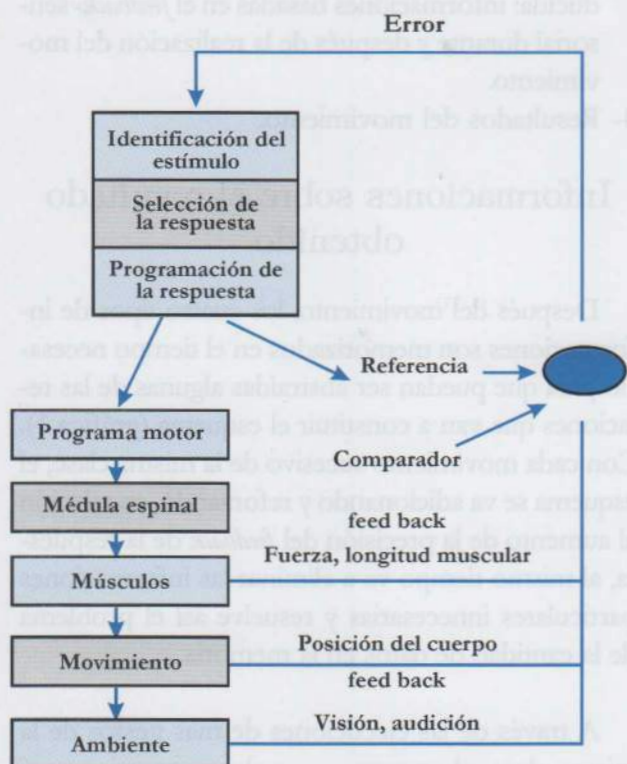 Error
Identificación del
estímulo
Selección de
la respuesta
Programación de
la respuesta
Referencia
Programa motor
Comparador
Médula espinal
feed back
Fuerza, longitud muscular
Músculos
Posición del cuerpo
Movimiento
feed back
Visión, audición
Ambiente